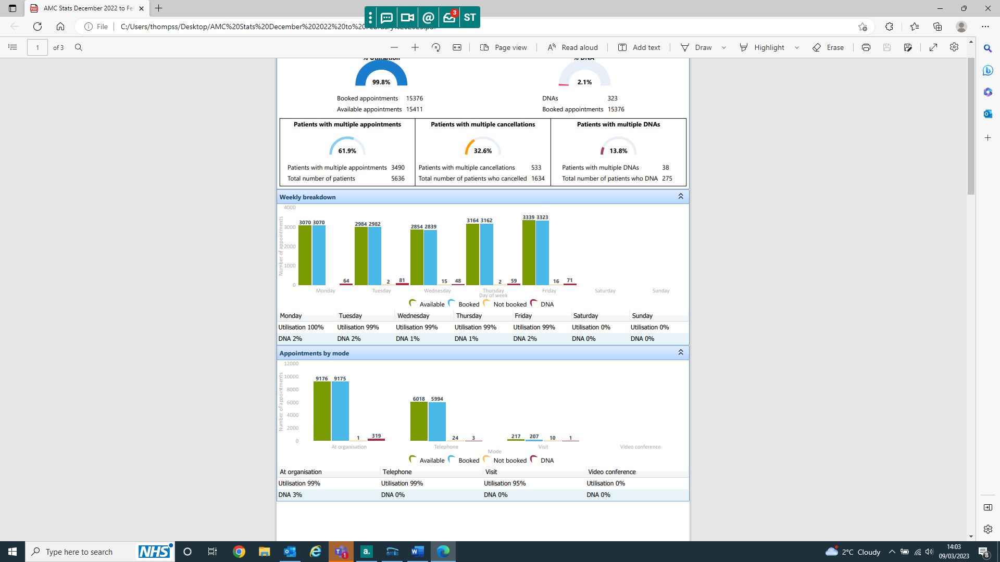 AMC Stats December 2022 to Fe
File
C:/Users/thompss/Desktop/AMC%20Stats%20December%202022%20to%20February%202023.pdf
3
ST
1 of 3
Page view
Read aloud
Add text
Draw
Highlight
Erase
% Utilisation % DNA
99.8% 2.1%
Booked appointments 15376 DNAs 323
Available appointments 15411 Booked appointments 15376
Patients with multiple appointments Patients with multiple cancellations Patients with multiple DNAs
61.9% 32.6% 13.8%
Patients with multiple appointments 3490 Patients with multiple cancellations 533 Patients with multiple DNAs 38
Total number of patients 5636 Total number of patients who cancelled 1634 Total number of patients who DNA 275
Weekly breakdown
4000
3000
2000
1000
0
Number of appointments
3070 3070 64
2984 2982 2 81
2854 2839 15 48
3164 3162 2 59
3339 3323 16 71
Monday Tuesday Wednesday Thursday Friday Saturday Sunday
Day of week
Available Booked Not booked DNA
Monday Tuesday Wednesday Thursday Friday Saturday Sunday
Utilisation 100% Utilisation 99% Utilisation 99% Utilisation 99% Utilisation 99% Utilisation 0% Utilisation 0%
DNA 2% DNA 2% DNA 1% DNA 1% DNA 2% DNA 0% DNA 0%
Appointments by mode
12000
10000
8000
6000
4000
2000
0
Number of appointments
9176 9175 1 319
6018 5994 24 3
217 207 10 1
At organisation Telephone Visit Video conference
Mode
Available Booked Not booked DNA
At organisation Telephone Visit Video conference
Utilisation 99% Utilisation 99% Utilisation 95% Utilisation 0%
DNA 3% DNA 0% DNA 0% DNA 0%
Type here to search
NHS
1
a.
2°C Cloudy
14:03
09/03/2023
8